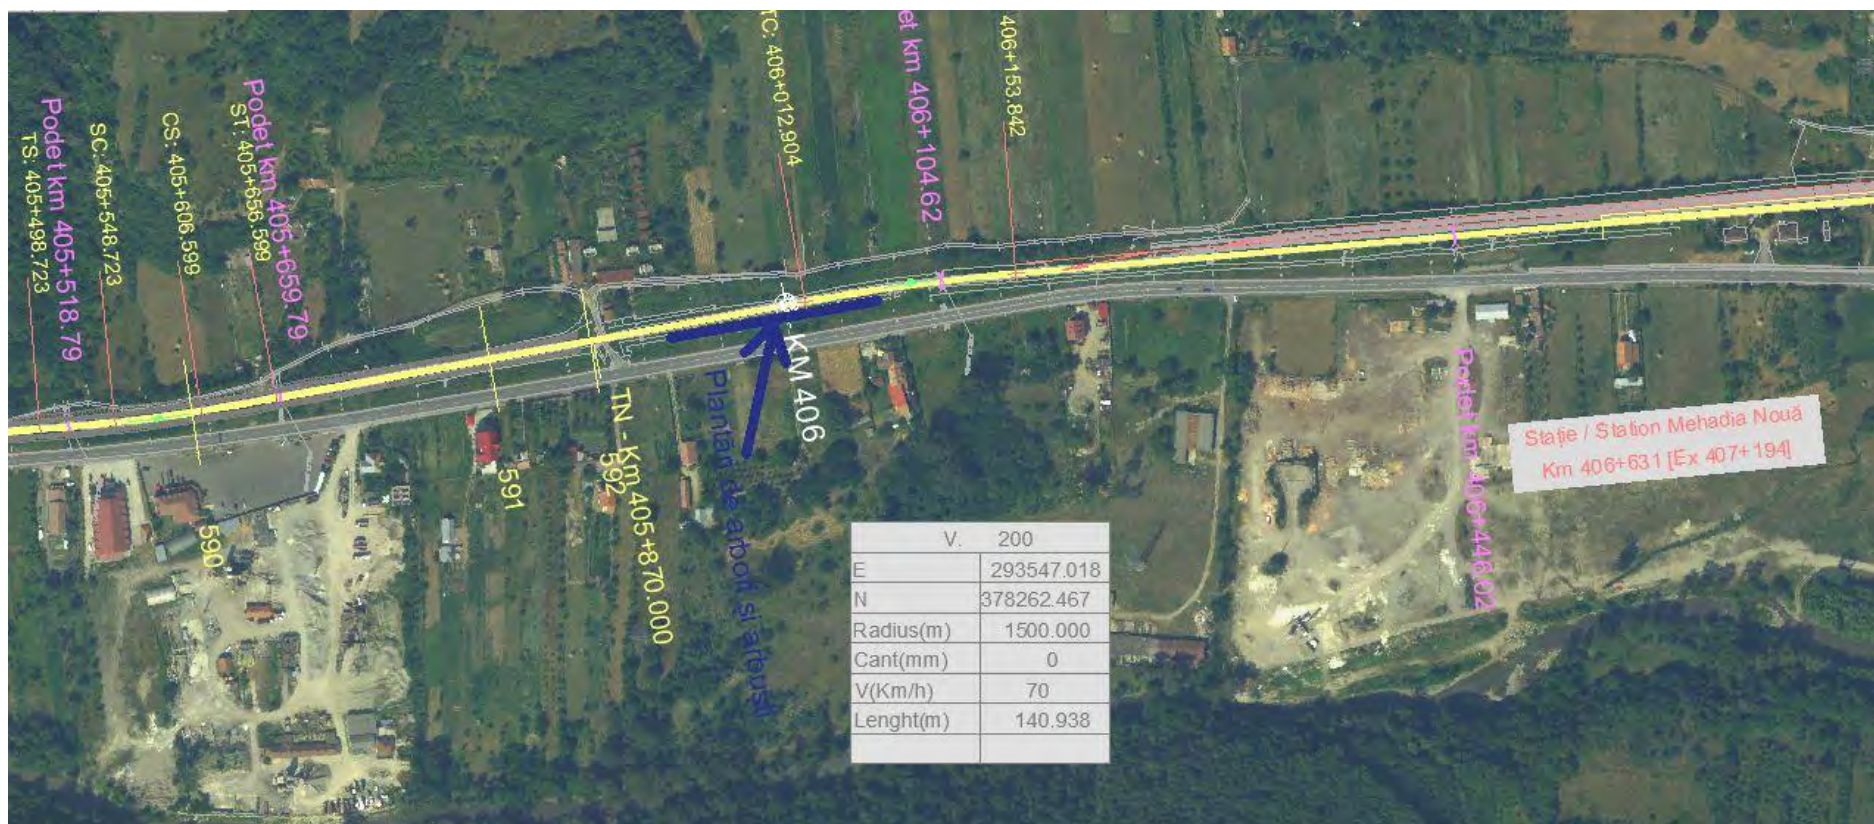 Podet km 405+518.79
TS: 405+498.723
SC: 405+548.723
CS: 405+606.599
Podet km 405+659.79
ST: 405+656.599
TC: 406+012.904
et km 406+104.62
406+153.842
KM 406
TN - Km 405+870.000
590
591
592
Plantări de arbori și arbuști
Podet km 406+446.02
Stație / Station Mehadia Nouă
Km 406+631 [Ex 407+194]
V. 200
E 293547.018
N 378262.467
Radius(m) 1500.000
Cant(mm) 0
V(Km/h) 70
Lenght(m) 140.938